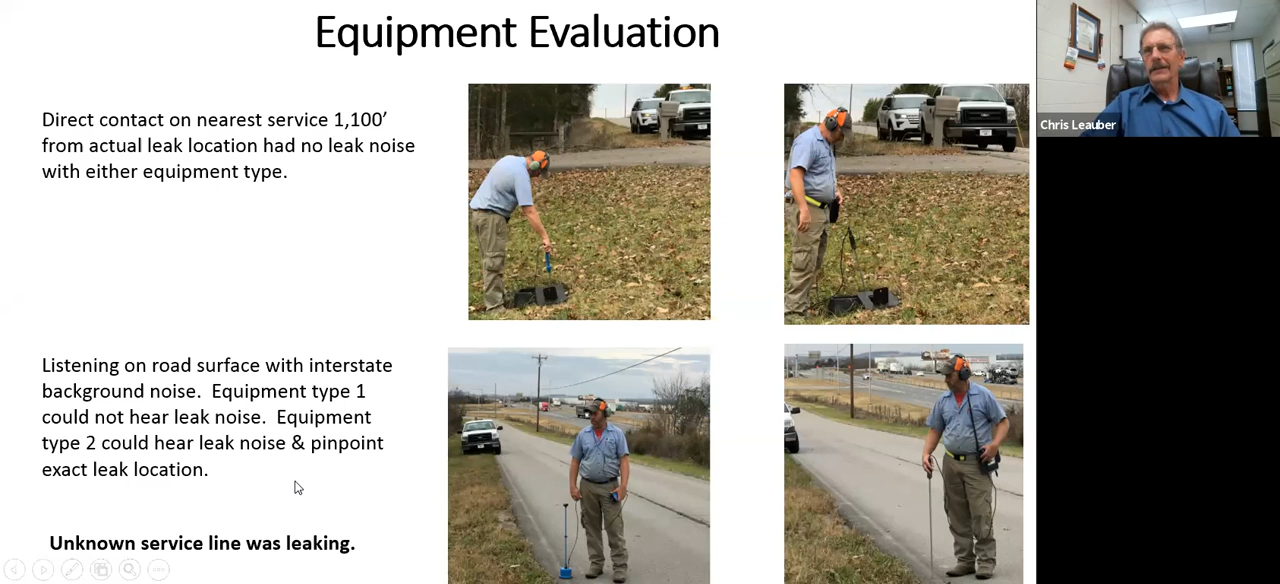 Equipment Evaluation
Direct contact on nearest service 1,100’
from actual leak location had no leak noise
with either equipment type.
Listening on road surface with interstate
background noise.  Equipment type 1
could not hear leak noise.  Equipment
type 2 could hear leak noise & pinpoint
exact leak location.
Unknown service line was leaking.
Chris Leauber